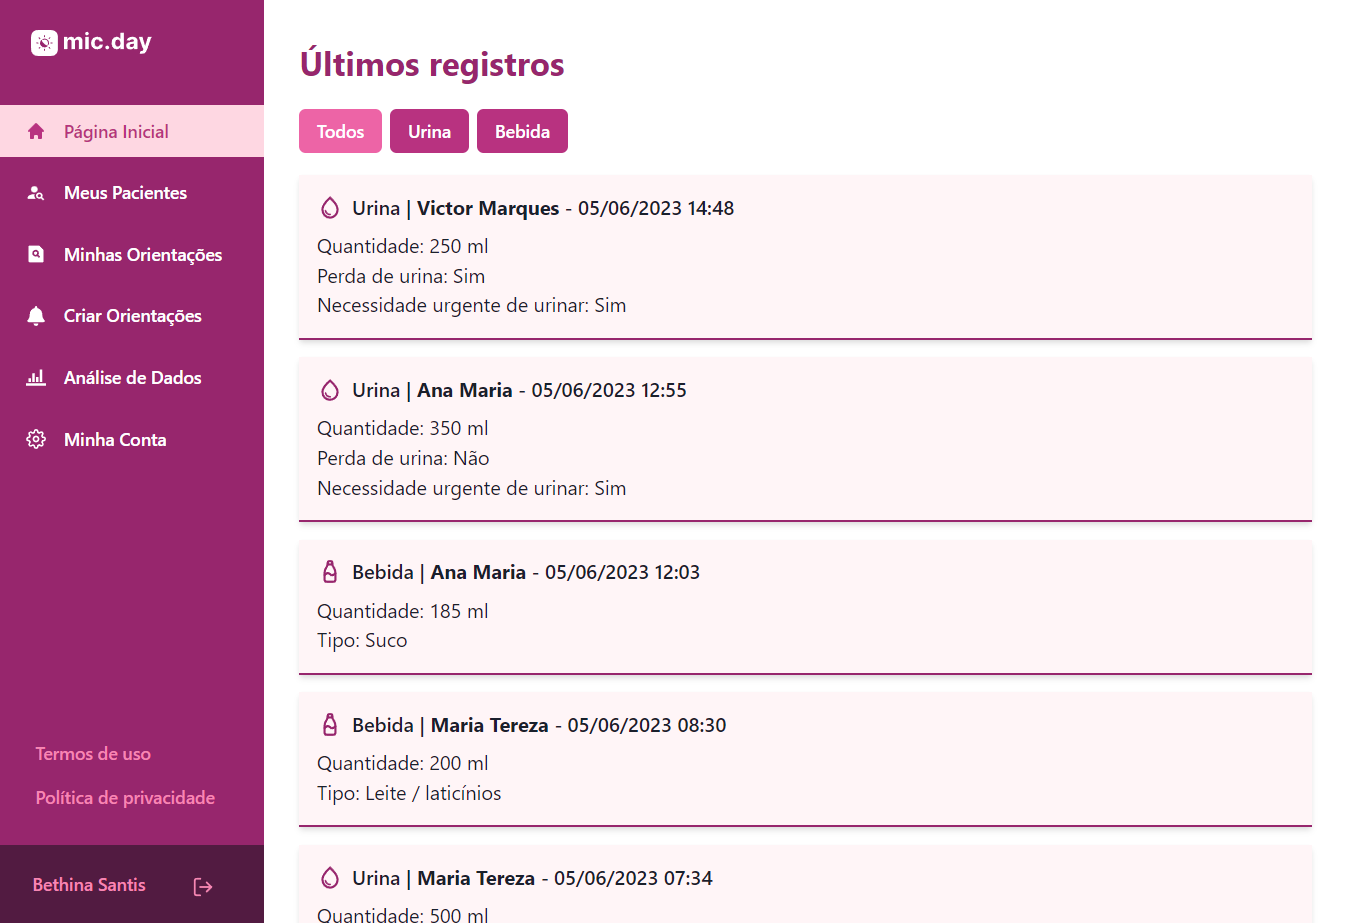 mic.day
Página Inicial
Meus Pacientes
Minhas Orientações
Criar Orientações
Análise de Dados
Minha Conta
Termos de uso
Política de privacidade
Bethina Santis
Últimos registros
Todos
Urina
Bebida
Urina | Victor Marques - 05/06/2023 14:48
Quantidade: 250 ml
Perda de urina: Sim
Necessidade urgente de urinar: Sim
Urina | Ana Maria - 05/06/2023 12:55
Quantidade: 350 ml
Perda de urina: Não
Necessidade urgente de urinar: Sim
Bebida | Ana Maria - 05/06/2023 12:03
Quantidade: 185 ml
Tipo: Suco
Bebida | Maria Tereza - 05/06/2023 08:30
Quantidade: 200 ml
Tipo: Leite / laticínios
Urina | Maria Tereza - 05/06/2023 07:34
Quantidade: 500 ml